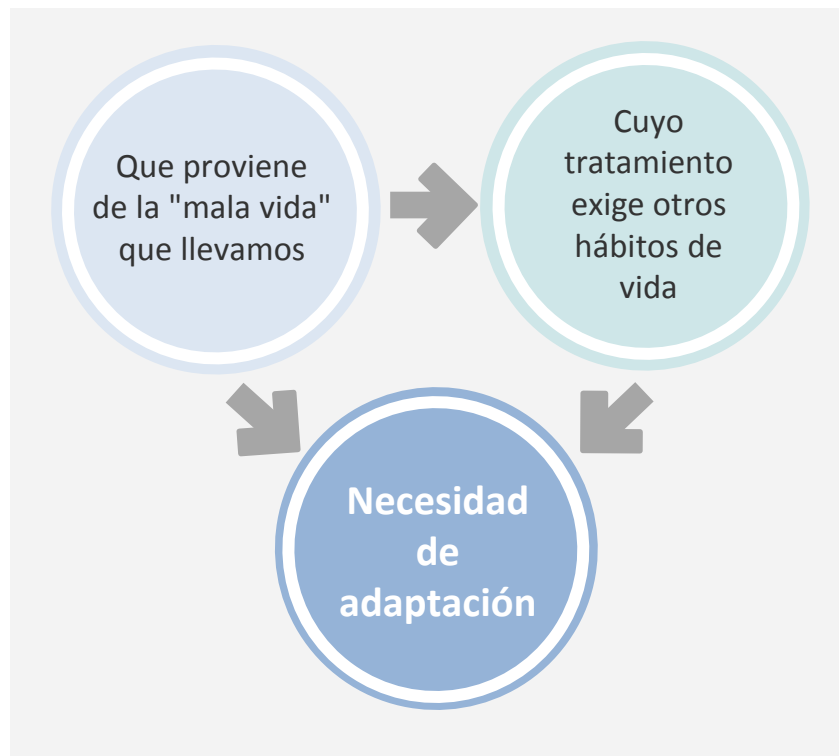 Que proviene
de la "mala vida"
que llevamos
Cuyo
tratamiento
exige otros
hábitos de
vida
Necesidad
de
adaptación